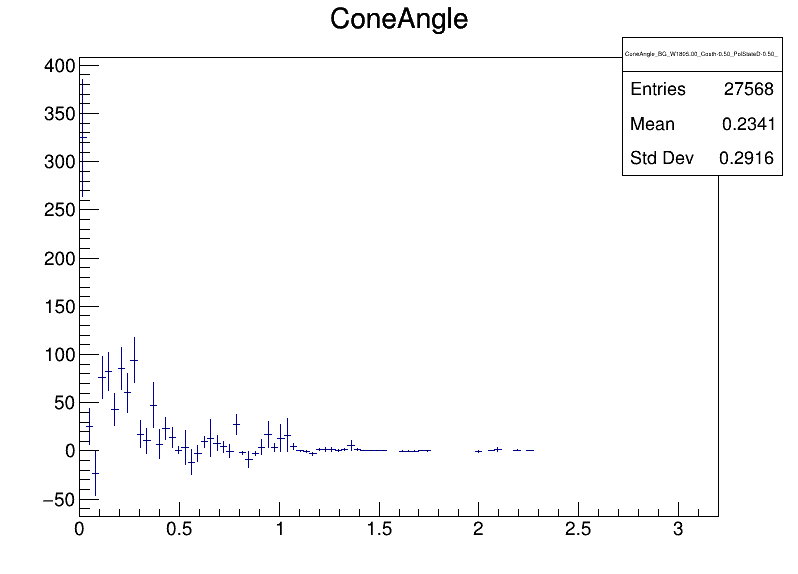 ConeAngle
ConeAngle_BG_W1805.00_Costh-0.50_PolStateD-0.50_
Entries 27568
Mean 0.2341
Std Dev 0.2916
400
350
300
250
200
150
100
50
0
−50
0 0.5 1 1.5 2 2.5 3